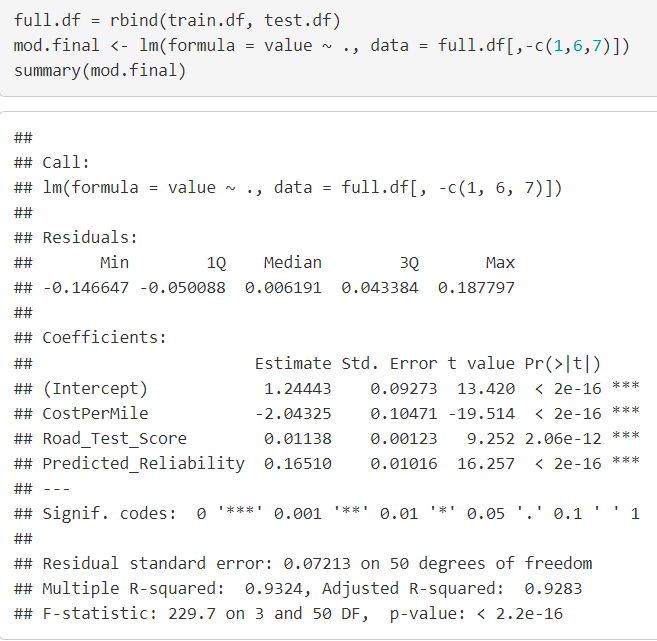 full.df = rbind(train.df, test.df)
mod.final <- lm(formula = value ~ ., data = full.df[,-c(1,6,7)])
summary(mod.final)
##
## Call:
## lm(formula = value ~ ., data = full.df[, -c(1, 6, 7)])
##
## Residuals:
##       Min        1Q    Median        3Q       Max
## -0.146647 -0.050088  0.006191  0.043384  0.187797
##
## Coefficients:
##                       Estimate Std. Error t value Pr(>|t|)
## (Intercept)            1.24443    0.09273  13.420  < 2e-16 ***
## CostPerMile           -2.04325    0.10471 -19.514  < 2e-16 ***
## Road_Test_Score        0.01138    0.00123   9.252 2.06e-12 ***
## Predicted_Reliability  0.16510    0.01016  16.257  < 2e-16 ***
## ---
## Signif. codes:  0 '***' 0.001 '**' 0.01 '*' 0.05 '.' 0.1 ' ' 1
##
## Residual standard error: 0.07213 on 50 degrees of freedom
## Multiple R-squared:  0.9324, Adjusted R-squared:  0.9283
## F-statistic: 229.7 on 3 and 50 DF,  p-value: < 2.2e-16